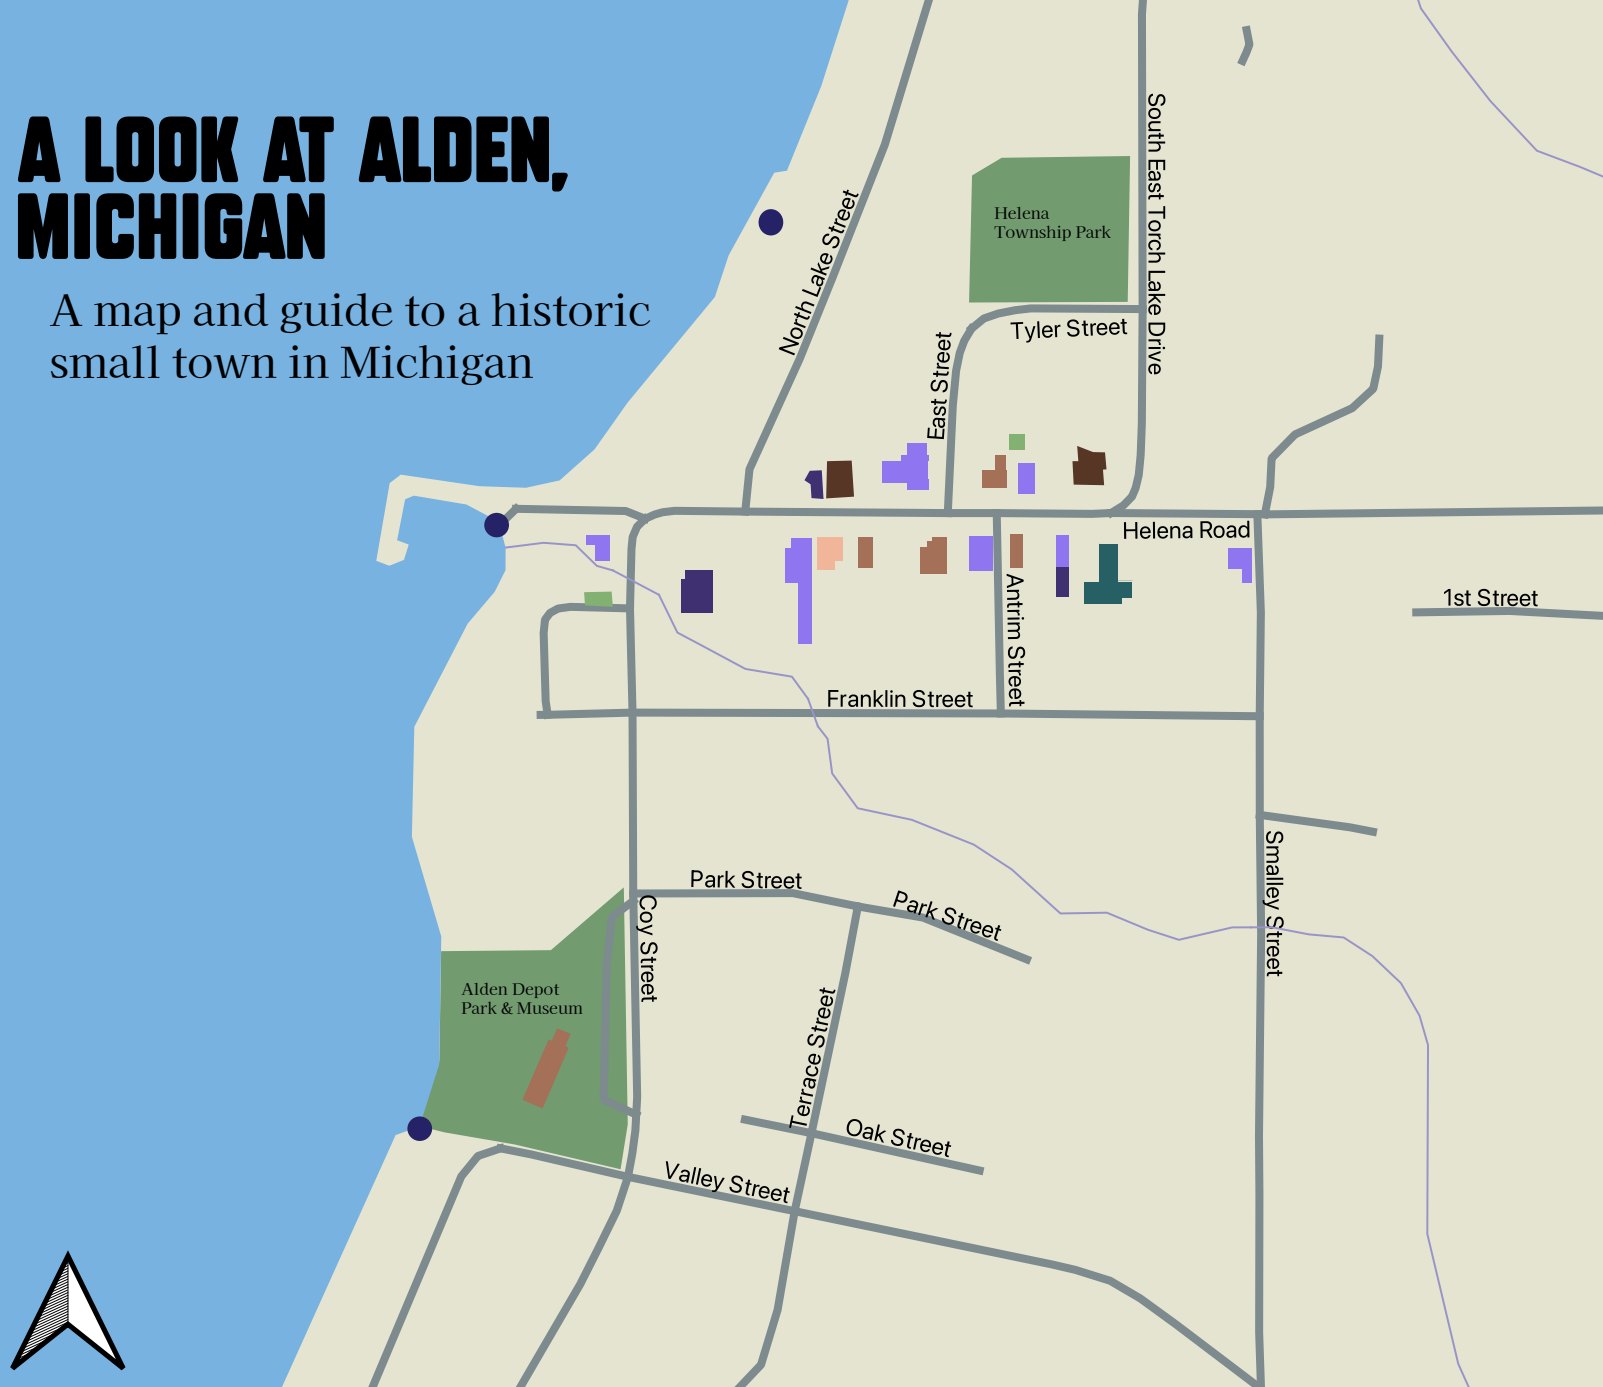 A LOOK AT ALDEN,
MICHIGAN
A map and guide to a historic
small town in Michigan
South East Torch Lake Drive
Helena
Township Park
North Lake Street
Tyler Street
East Street
Helena Road
1st Street
Antrim Street
Franklin Street
Smalley Street
Park Street
Park Street
Coy Street
Alden Depot
Park & Museum
Terrace Street
Oak Street
Valley Street